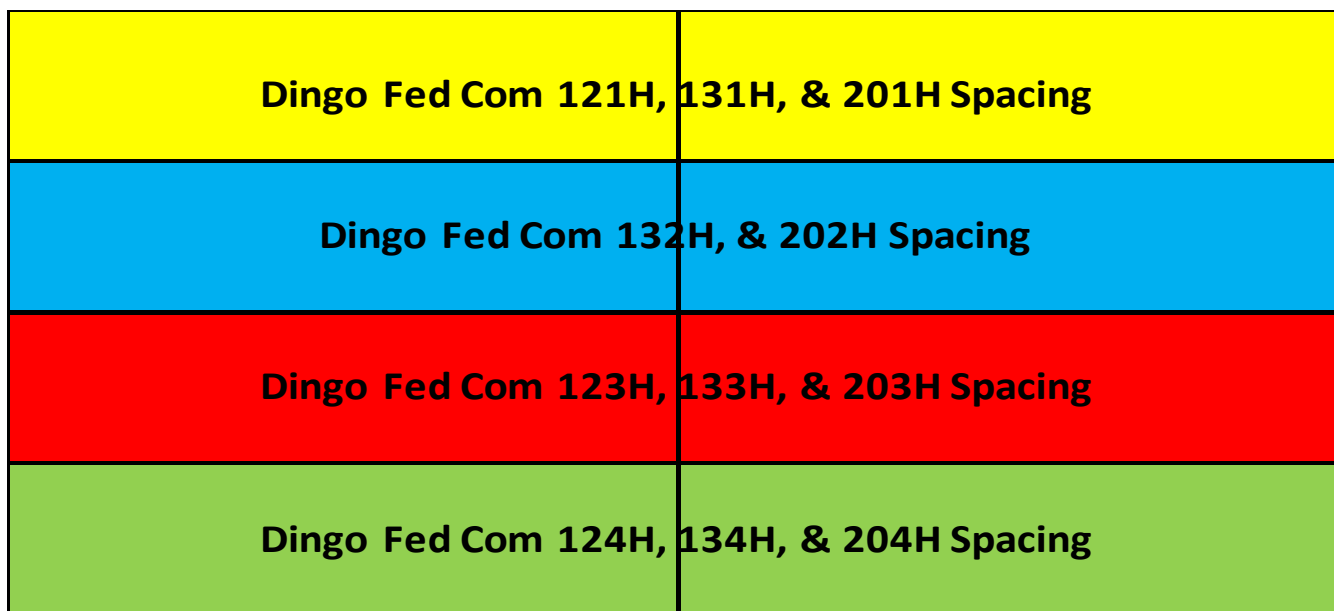 Dingo Fed Com 121H, 131H, & 201H Spacing
Dingo Fed Com 132H, & 202H Spacing
Dingo Fed Com 123H, 133H, & 203H Spacing
Dingo Fed Com 124H, 134H, & 204H Spacing